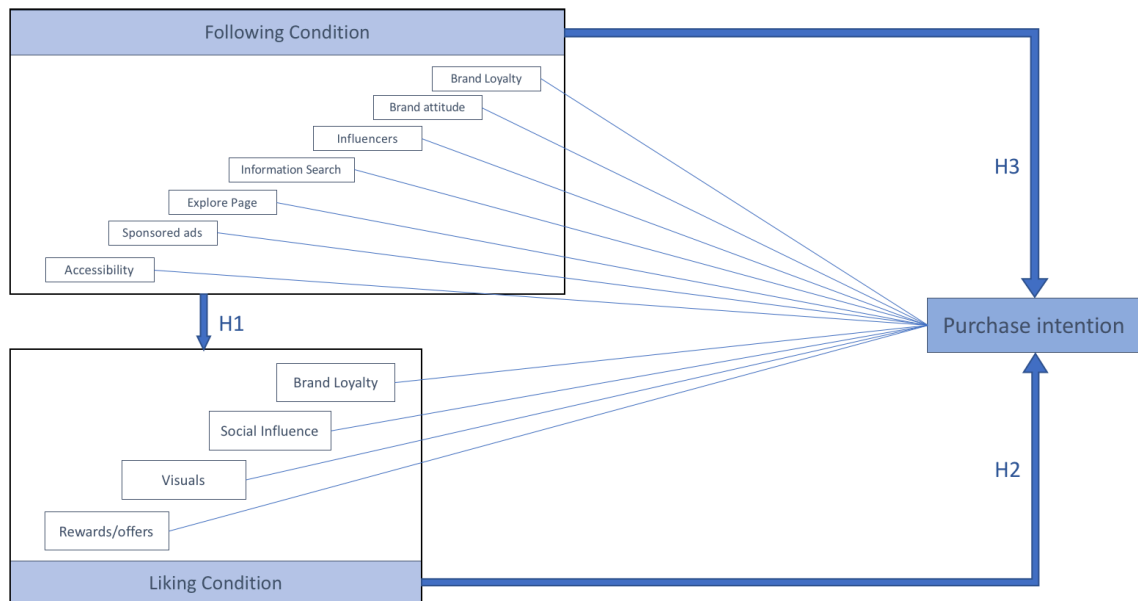 Following Condition
Brand Loyalty
Brand attitude
Influencers
Information Search
Explore Page
Sponsored ads
Accessibility
H3
H1
Purchase intention
Brand Loyalty
Social Influence
Visuals
Rewards/offers
H2
Liking Condition